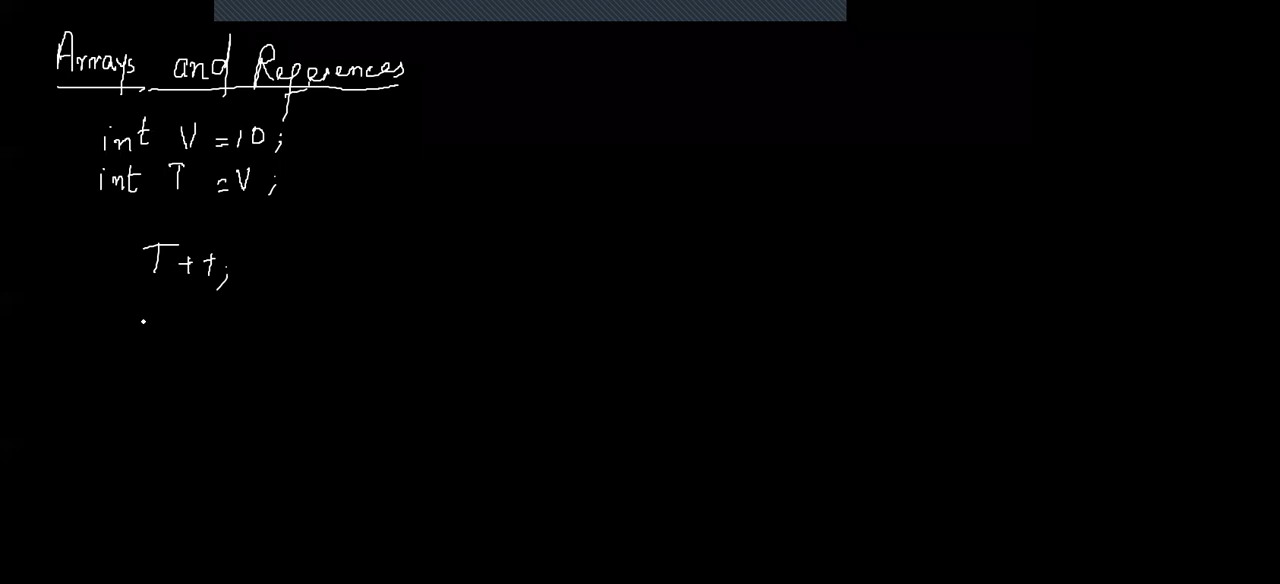 Arrays and References
int V = 10;
int T = V;
T++;